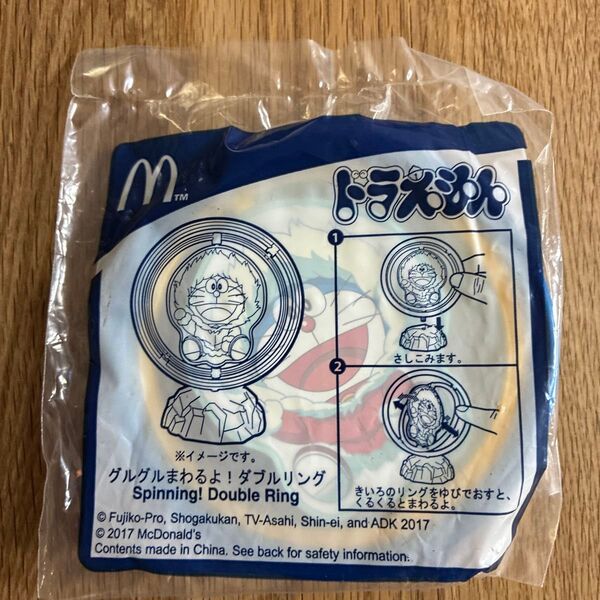 M™
ドラえもん
1
さしこみます。
2
きいろのリングをゆびでおすと、
くるくるとまわるよ。
※イメージです。
グルグルまわるよ！ダブルリング
Spinning! Double Ring
© Fujiko-Pro, Shogakukan, TV-Asahi, Shin-ei, and ADK 2017
© 2017 McDonald's
Contents made in China. See back for safety information.